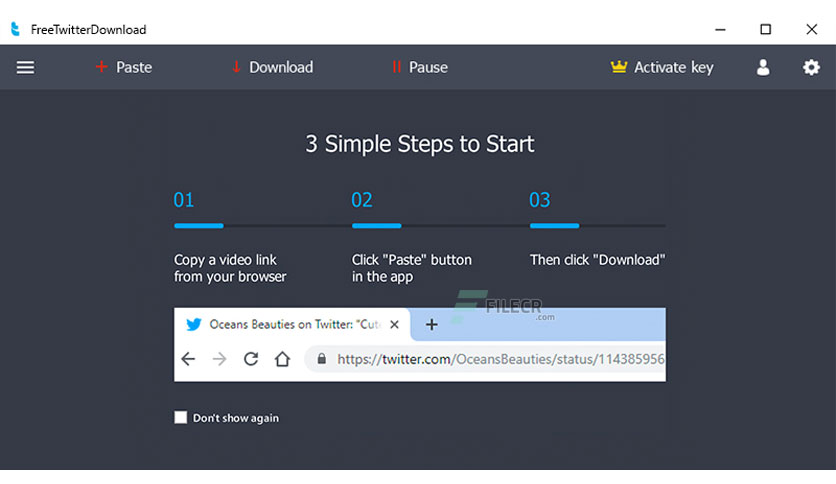 FreeTwitterDownload
Paste Download Pause Activate key
3 Simple Steps to Start
01 02 03
Copy a video link Click "Paste" button Then click "Download"
from your browser in the app
FILECR
.com
Oceans Beauties on Twitter: "Cut
https://twitter.com/OceansBeauties/status/114385956
Don't show again